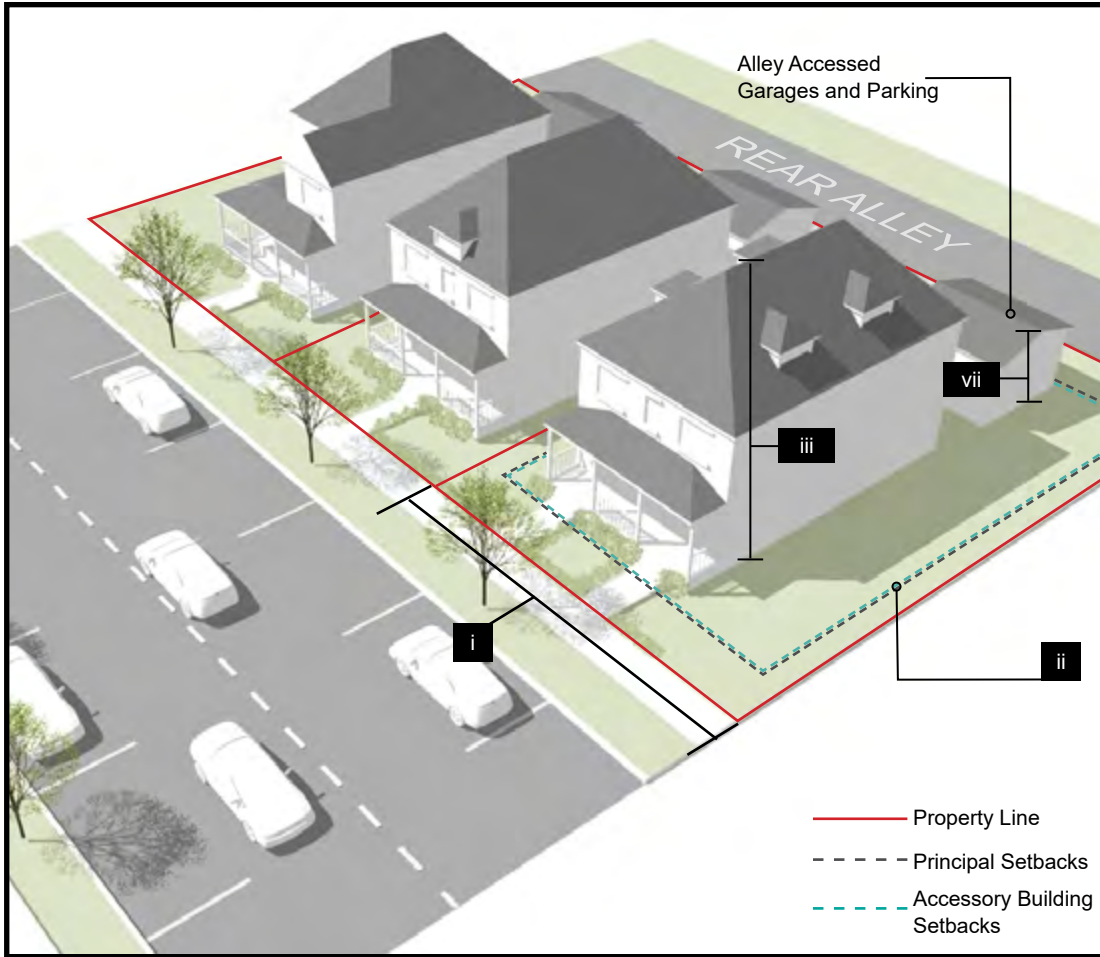 Alley Accessed
Garages and Parking
REAR ALLEY
vii
iii
i
ii
Property Line
Principal Setbacks
Accessory Building
Setbacks